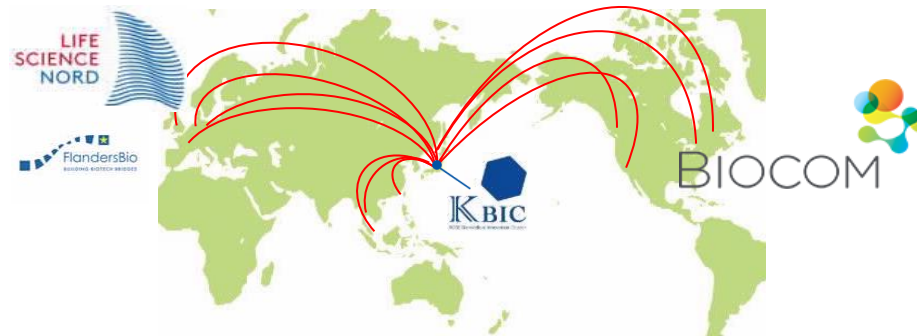 LIFE
SCIENCE
NORD
FlandersBio
BUILDING BIOTECH BRIDGES
KBIC
BIOCOM